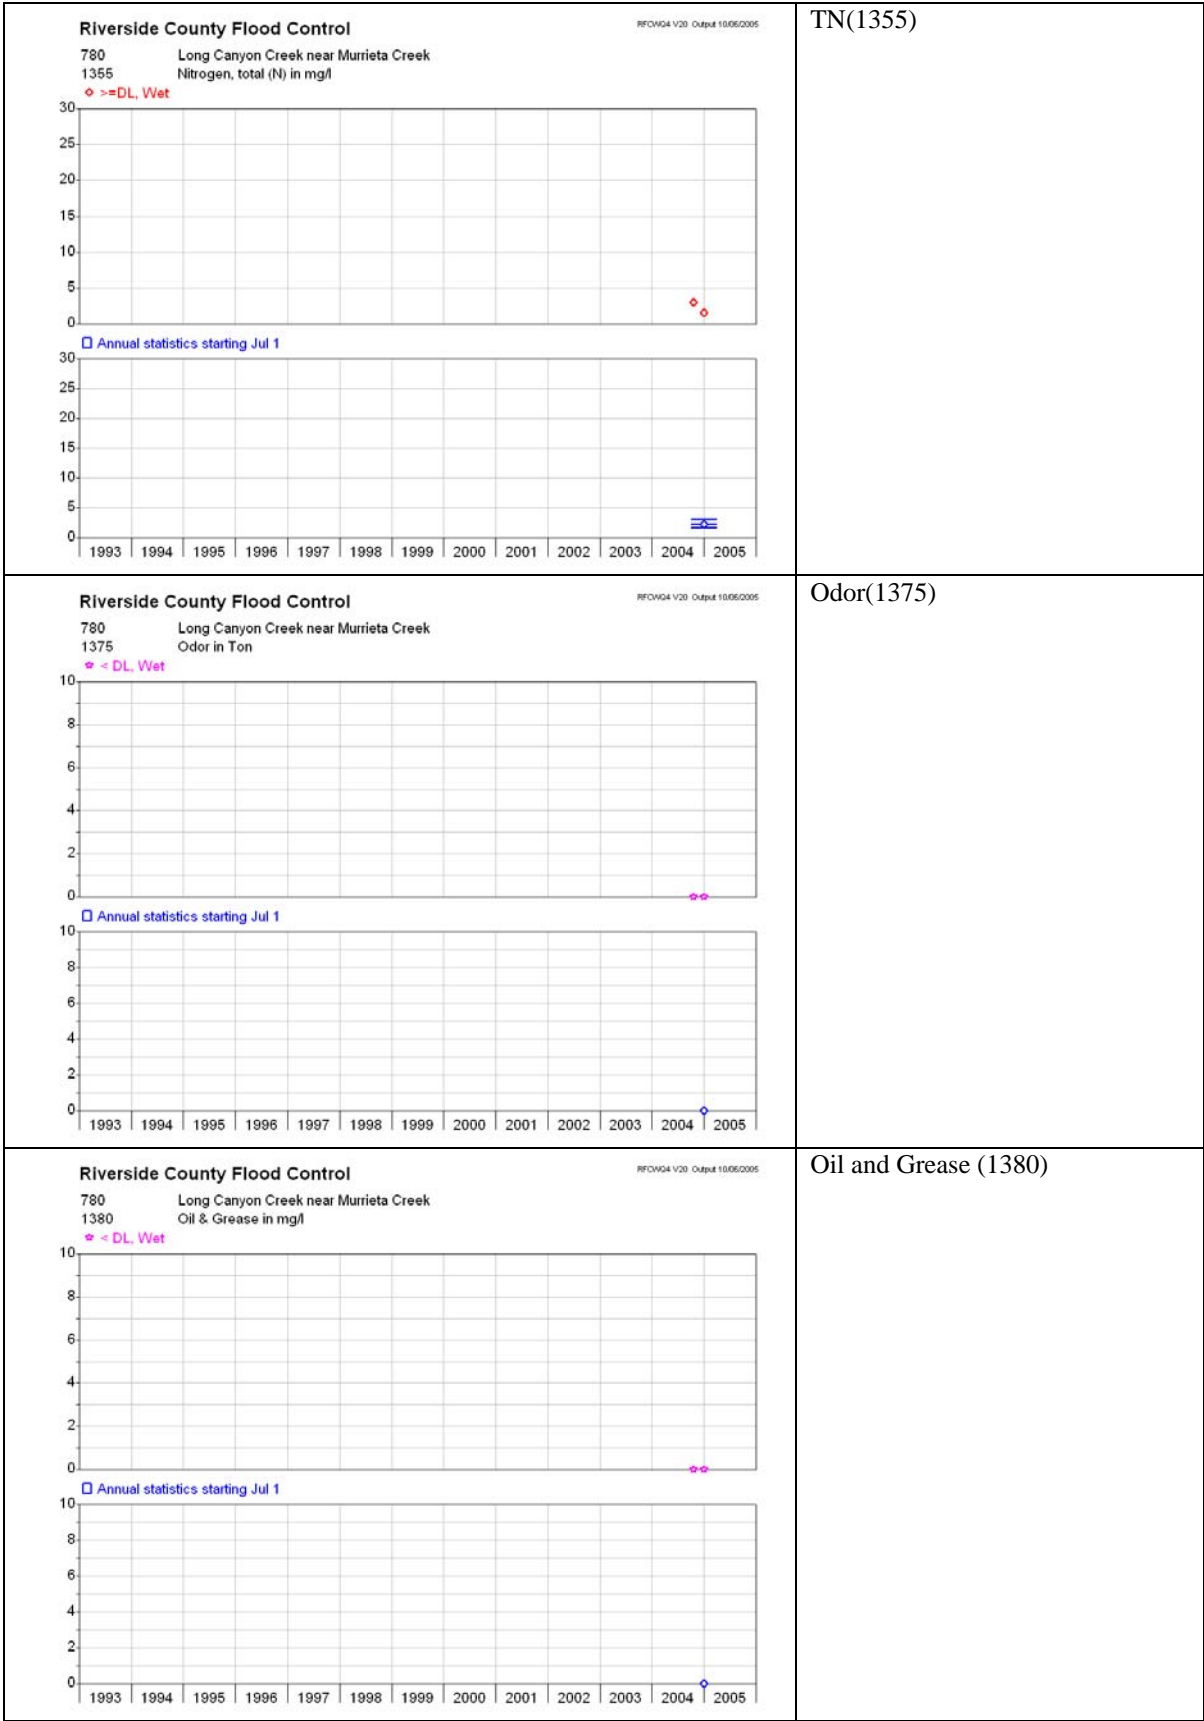 Riverside County Flood Control
RFCWQ4 V20 Output 10/06/2005
780 Long Canyon Creek near Murrieta Creek
1355 Nitrogen, total (N) in mg/l
>=DL, Wet
30
25
20
15
10
5
0
Annual statistics starting Jul 1
30
25
20
15
10
5
0
1993 1994 1995 1996 1997 1998 1999 2000 2001 2002 2003 2004 2005
TN(1355)
Riverside County Flood Control
RFCWQ4 V20 Output 10/06/2005
780 Long Canyon Creek near Murrieta Creek
1375 Odor in Ton
< DL, Wet
10
8
6
4
2
0
Annual statistics starting Jul 1
10
8
6
4
2
0
1993 1994 1995 1996 1997 1998 1999 2000 2001 2002 2003 2004 2005
Odor(1375)
Riverside County Flood Control
RFCWQ4 V20 Output 10/06/2005
780 Long Canyon Creek near Murrieta Creek
1380 Oil & Grease in mg/l
< DL, Wet
10
8
6
4
2
0
Annual statistics starting Jul 1
10
8
6
4
2
0
1993 1994 1995 1996 1997 1998 1999 2000 2001 2002 2003 2004 2005
Oil and Grease (1380)